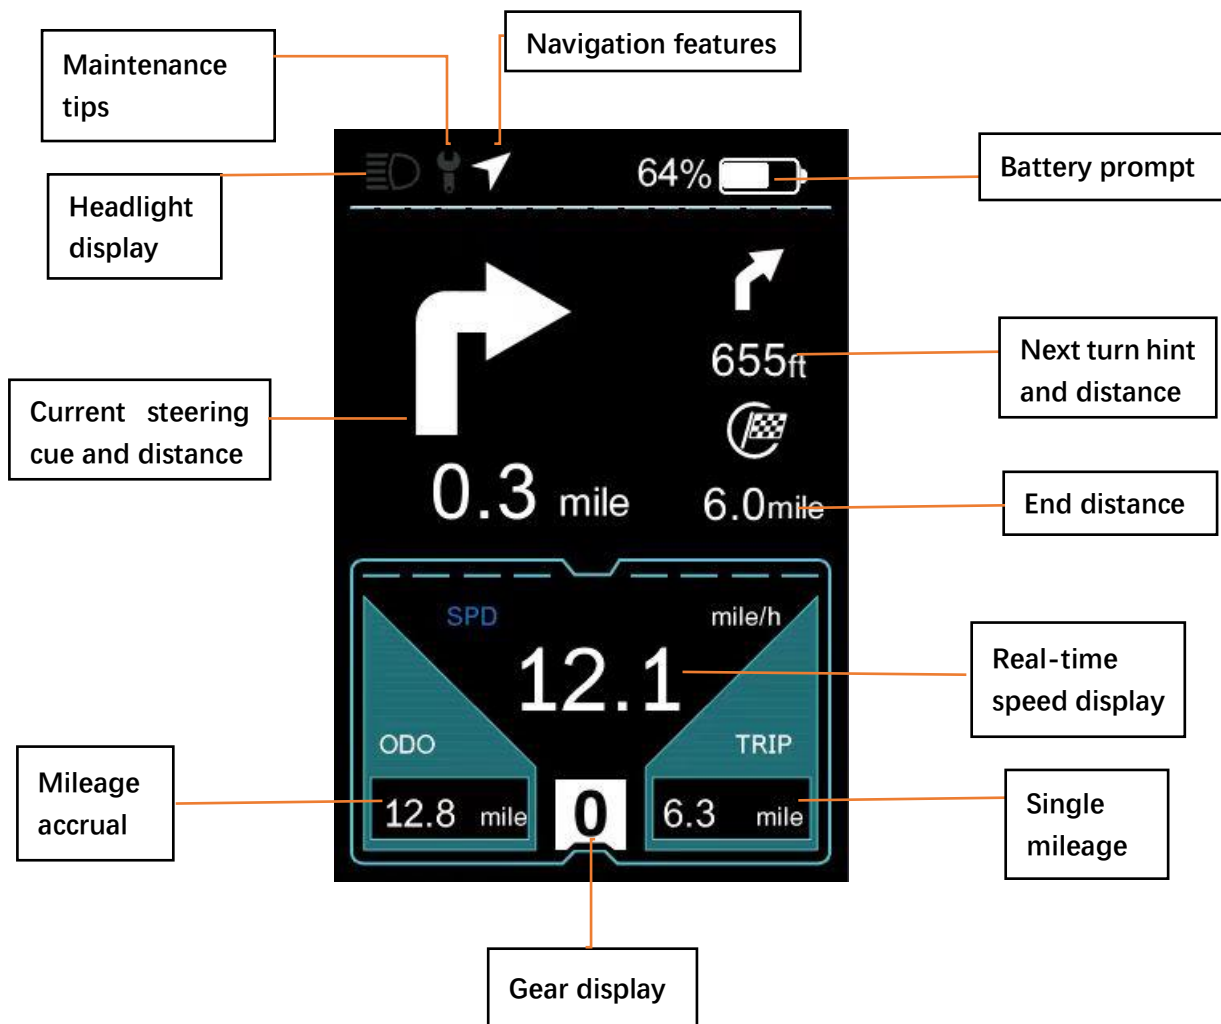 Navigation features
Maintenance
tips
Battery prompt
Headlight
display
64%
655ft
Next turn hint
and distance
Current steering
cue and distance
0.3 mile
6.0mile
End distance
SPD
mile/h
12.1
Real-time
speed display
ODO
TRIP
Mileage
accrual
12.8 mile
0
6.3 mile
Single
mileage
Gear display